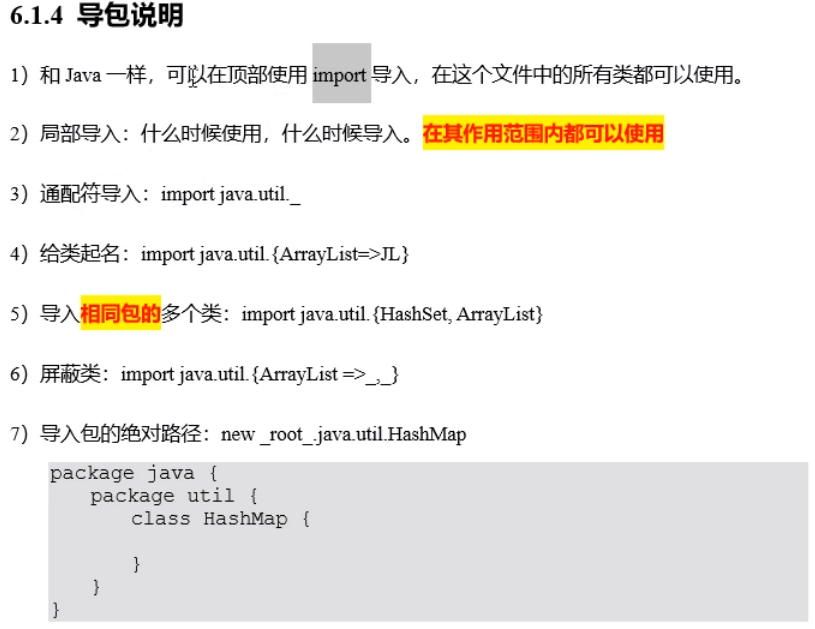 6.1.4 导包说明
1）和 Java 一样，可以在顶部使用 import 导入，在这个文件中的所有类都可以使用。
2）局部导入：什么时候使用，什么时候导入。在其作用范围内都可以使用
3）通配符导入：import java.util._
4）给类起名：import java.util.{ArrayList=>JL}
5）导入相同包的多个类：import java.util.{HashSet, ArrayList}
6）屏蔽类：import java.util.{ArrayList =>_,_}
7）导入包的绝对路径：new _root_.java.util.HashMap
package java {
package util {
class HashMap {
}
}
}